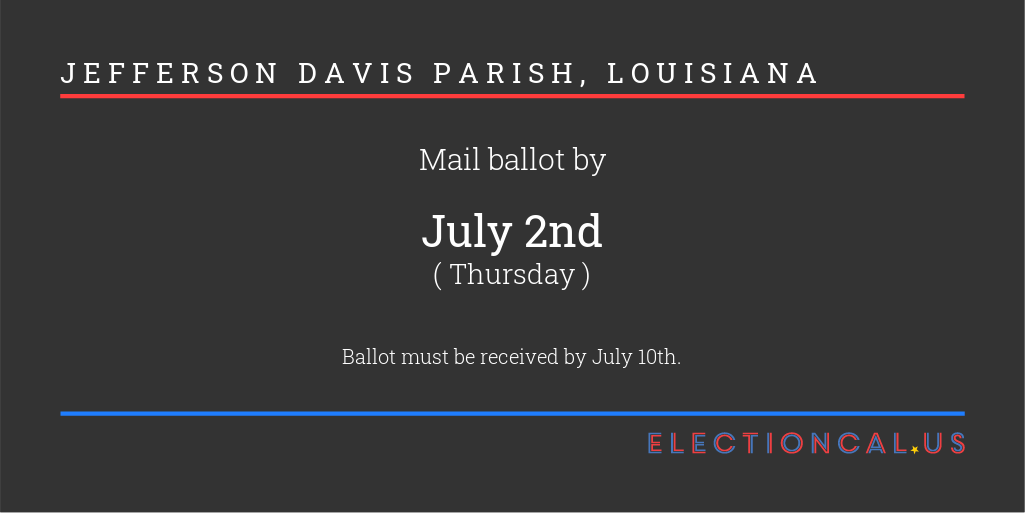 JEFFERSON DAVIS PARISH, LOUISIANA
Mail ballot by
July 2nd
( Thursday )
Ballot must be received by July 10th.
ELECTIONCAL.US